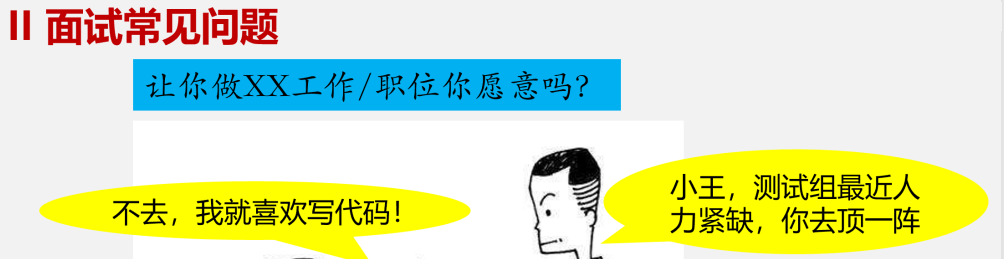 II 面试常见问题
让你做XX工作/职位你愿意吗?
小王，测试组最近人
力紧缺，你去顶一阵
不去，我就喜欢写代码！